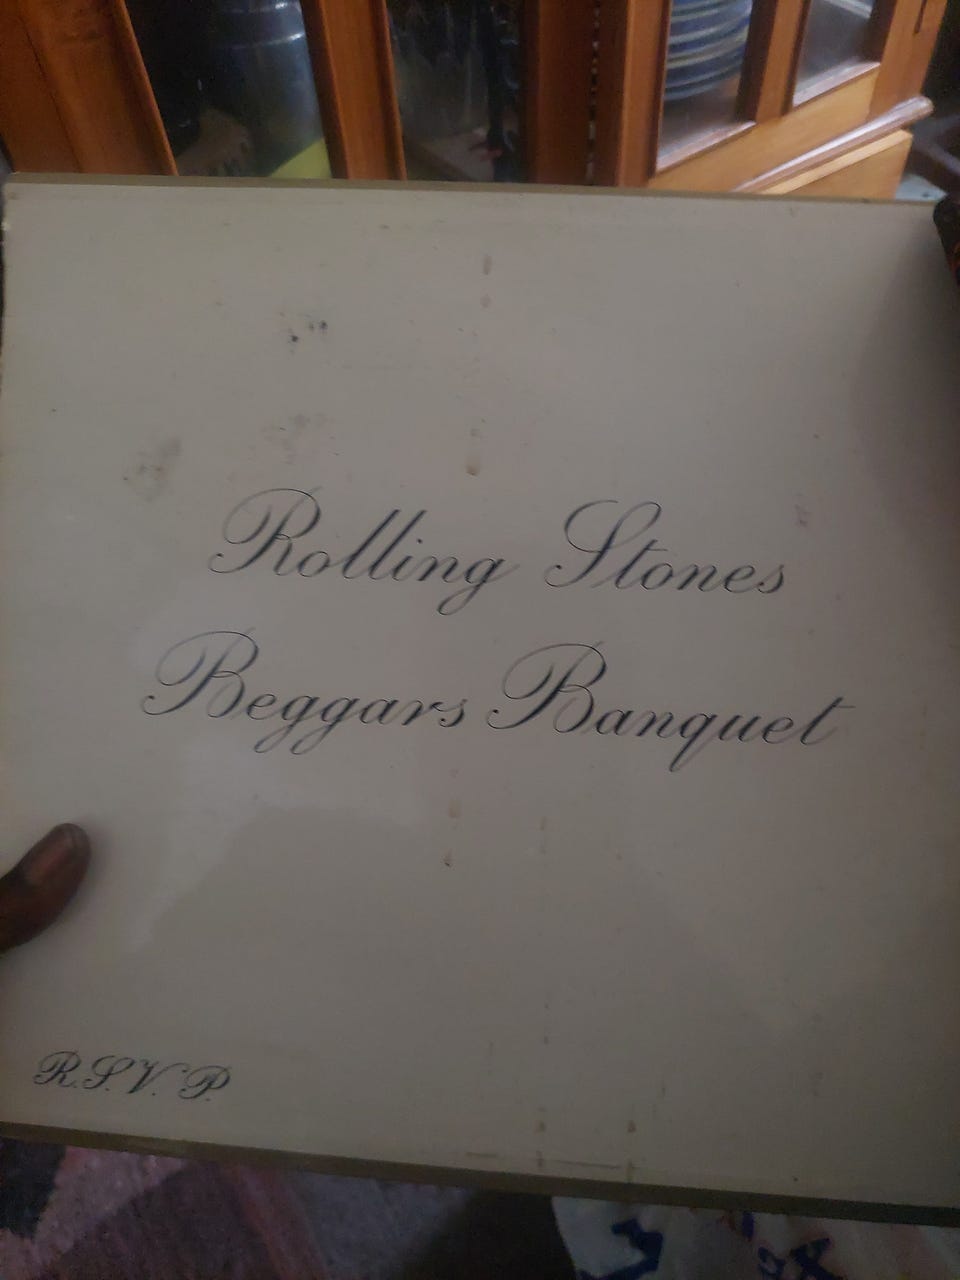 Rolling Stones
Beggars Banquet
R.S.V.P.